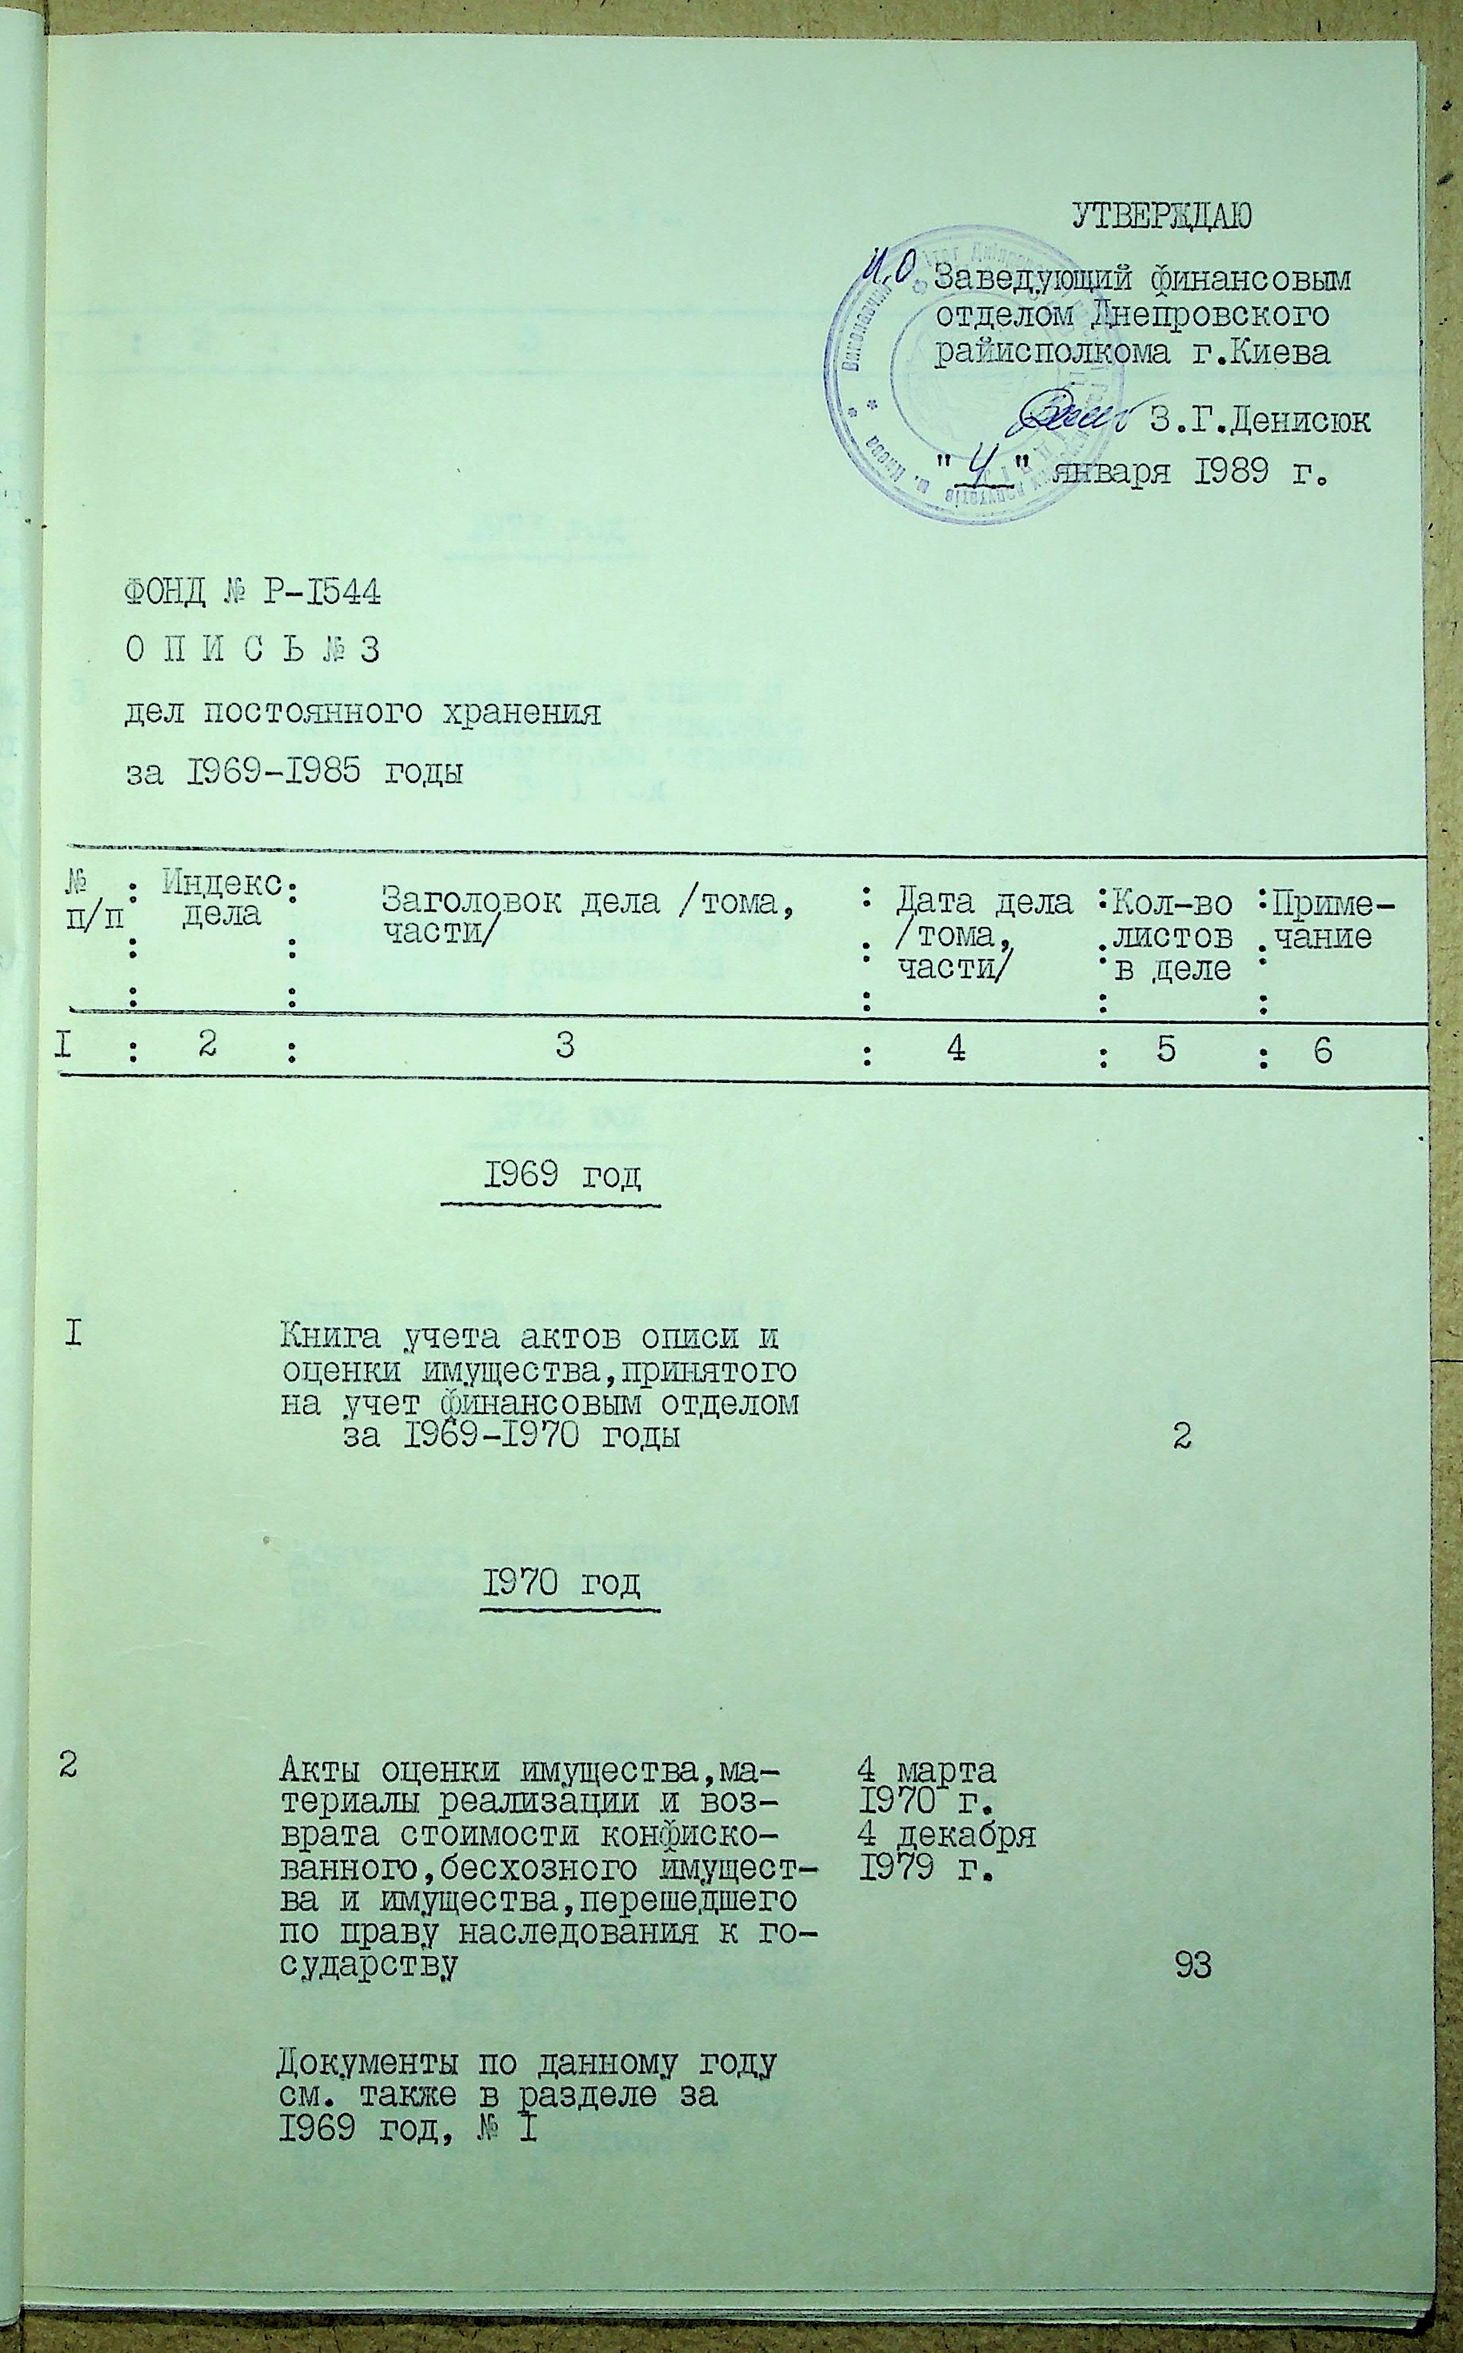 УТВЕРЖДАЮ
И.О Заведующий финансовым
отделом Днепровского
райисполкома г.Киева
З.Г.Денисюк
"4" января 1989 г.
ФОНД № Р-1544
О П И С Ь № 3
дел постоянного хранения
за 1969-1985 годы
№ п/п : Индекс дела : Заголовок дела /тома, части/ : Дата дела /тома, части/ : Кол-во листов в деле : Приме-чание
I : 2 : 3 : 4 : 5 : 6
1969 год
I Книга учета актов описи и
оценки имущества,принятого
на учет финансовым отделом
за 1969-1970 годы 2
1970 год
2 Акты оценки имущества,ма- 4 марта
териалы реализации и воз- 1970 г.
врата стоимости конфиско- 4 декабря
ванного,бесхозного имущест- 1979 г.
ва и имущества,перешедшего
по праву наследования к го-
сударству 93
Документы по данному году
см. также в разделе за
1969 год, № I